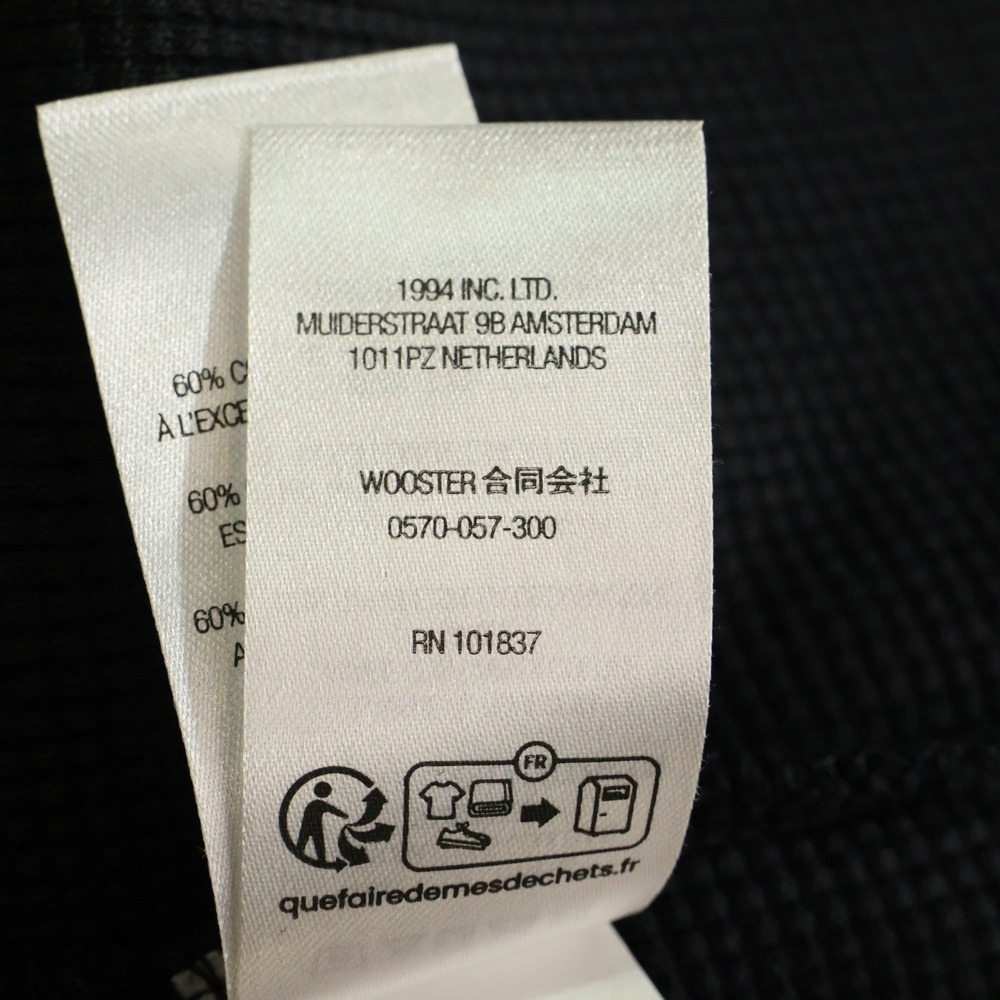 1994 INC. LTD.
MUIDERSTRAAT 9B AMSTERDAM
1011PZ NETHERLANDS
WOOSTER 合同会社
0570-057-300
RN 101837
FR
quefairedemesdechets.fr
60% C
À L'EXCE
60%
ES
60%
A